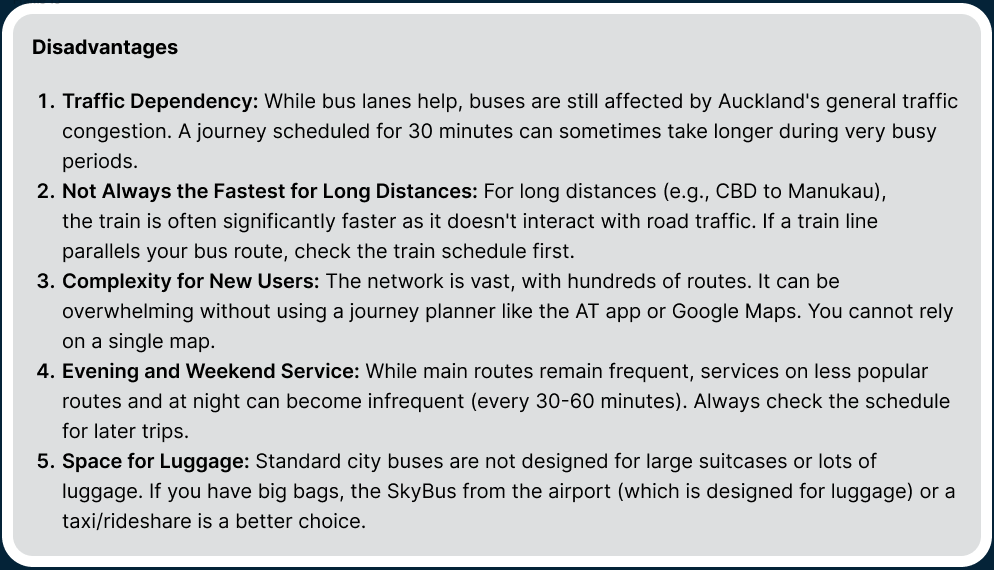 Disadvantages
1. Traffic Dependency: While bus lanes help, buses are still affected by Auckland's general traffic
congestion. A journey scheduled for 30 minutes can sometimes take longer during very busy
periods.
2. Not Always the Fastest for Long Distances: For long distances (e.g., CBD to Manukau),
the train is often significantly faster as it doesn't interact with road traffic. If a train line
parallels your bus route, check the train schedule first.
3. Complexity for New Users: The network is vast, with hundreds of routes. It can be
overwhelming without using a journey planner like the AT app or Google Maps. You cannot rely
on a single map.
4. Evening and Weekend Service: While main routes remain frequent, services on less popular
routes and at night can become infrequent (every 30-60 minutes). Always check the schedule
for later trips.
5. Space for Luggage: Standard city buses are not designed for large suitcases or lots of
luggage. If you have big bags, the SkyBus from the airport (which is designed for luggage) or a
taxi/rideshare is a better choice.